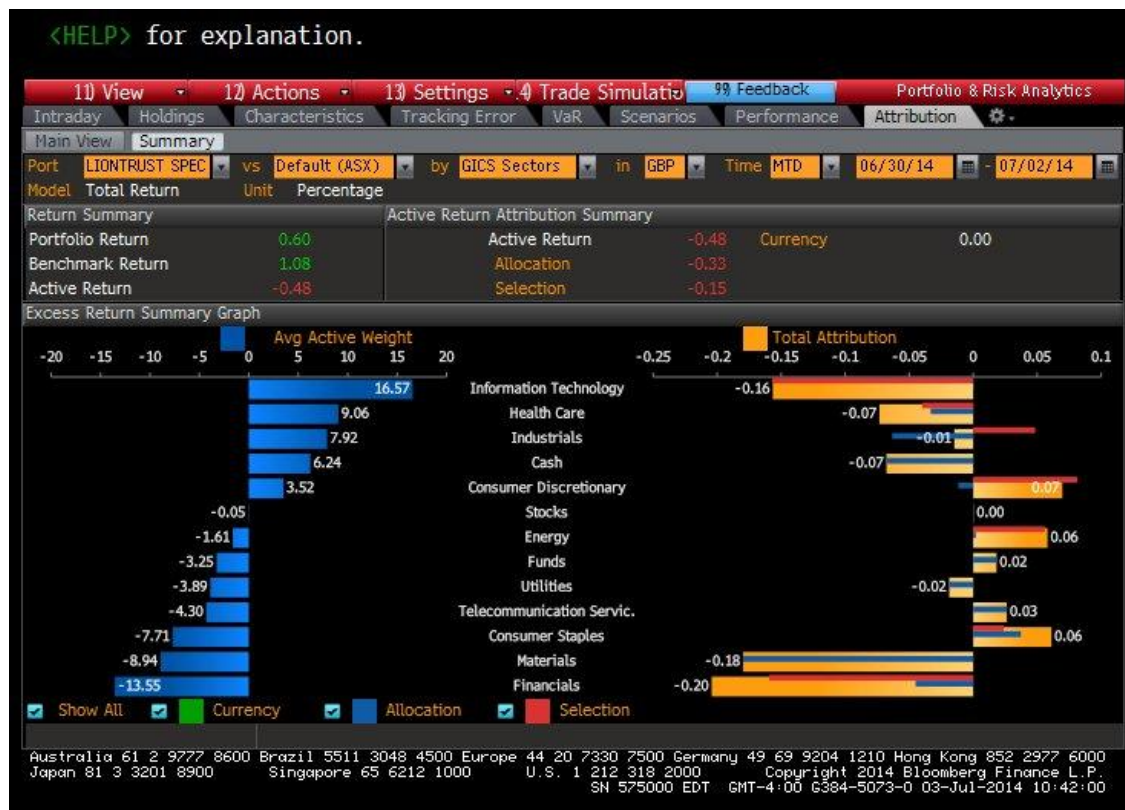 <HELP> for explanation.
11) View 12) Actions 13) Settings 4) Trade Simulatio 99) Feedback Portfolio & Risk Analytics
Intraday Holdings Characteristics Tracking Error VaR Scenarios Performance Attribution
Main View Summary
Port LIONTRUST SPEC vs Default (ASX) by GICS Sectors in GBP Time MTD 06/30/14 - 07/02/14
Model Total Return Unit Percentage
Return Summary Active Return Attribution Summary
Portfolio Return 0.60 Active Return -0.48 Currency 0.00
Benchmark Return 1.08 Allocation -0.33
Active Return -0.48 Selection -0.15
Excess Return Summary Graph
Avg Active Weight Total Attribution
-20 -15 -10 -5 0 5 10 15 20 -0.25 -0.2 -0.15 -0.1 -0.05 0 0.05 0.1
16.57 Information Technology -0.16
9.06 Health Care -0.07
7.92 Industrials -0.01
6.24 Cash -0.07
3.52 Consumer Discretionary 0.07
-0.05 Stocks 0.00
-1.61 Energy 0.06
-3.25 Funds 0.02
-3.89 Utilities -0.02
-4.30 Telecommunication Servic. 0.03
-7.71 Consumer Staples 0.06
-8.94 Materials -0.18
-13.55 Financials -0.20
Show All Currency Allocation Selection
Australia 61 2 9777 8600 Brazil 5511 3048 4500 Europe 44 20 7330 7500 Germany 49 69 9204 1210 Hong Kong 852 2977 6000
Japan 81 3 3201 8900 Singapore 65 6212 1000 U.S. 1 212 318 2000 Copyright 2014 Bloomberg Finance L.P.
SN 575000 EDT GMT-4:00 G384-5073-0 03-Jul-2014 10:42:00